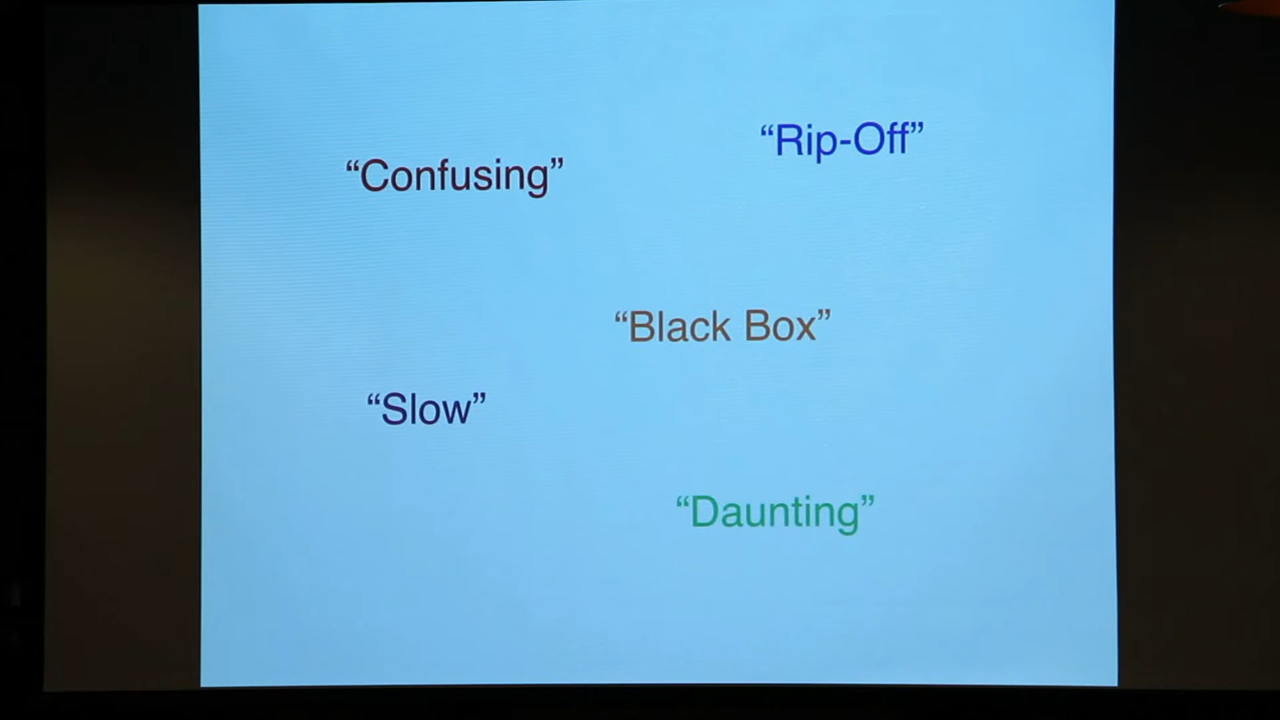 “Rip-Off”
“Confusing”
“Black Box”
“Slow”
“Daunting”